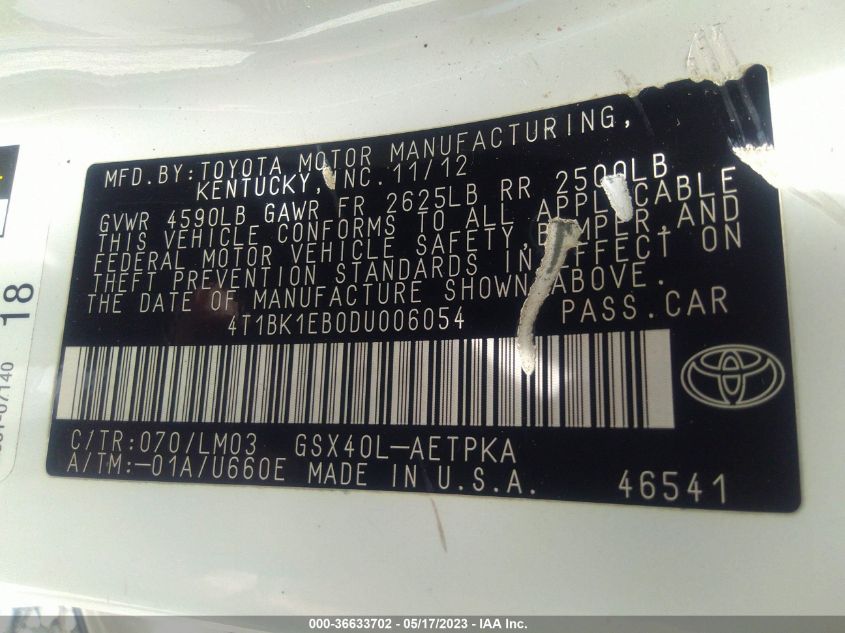 MFD.BY:TOYOTA MOTOR MANUFACTURING,
KENTUCKY, INC. 11/12
GVWR 4590LB GAWR FR 2625LB RR 2500LB
THIS VEHICLE CONFORMS TO ALL APPLICABLE
FEDERAL MOTOR VEHICLE SAFETY, BUMPER, AND
THEFT PREVENTION STANDARDS IN EFFECT ON
THE DATE OF MANUFACTURE SHOWN ABOVE.
4T1BK1EB0DU006054 PASS.CAR
C/TR:070/LM03 GSX40L-AETPKA
A/TM:-01A/U660E MADE IN U.S.A. 46541
18
07140
000-36633702 - 05/17/2023 - IAA Inc.